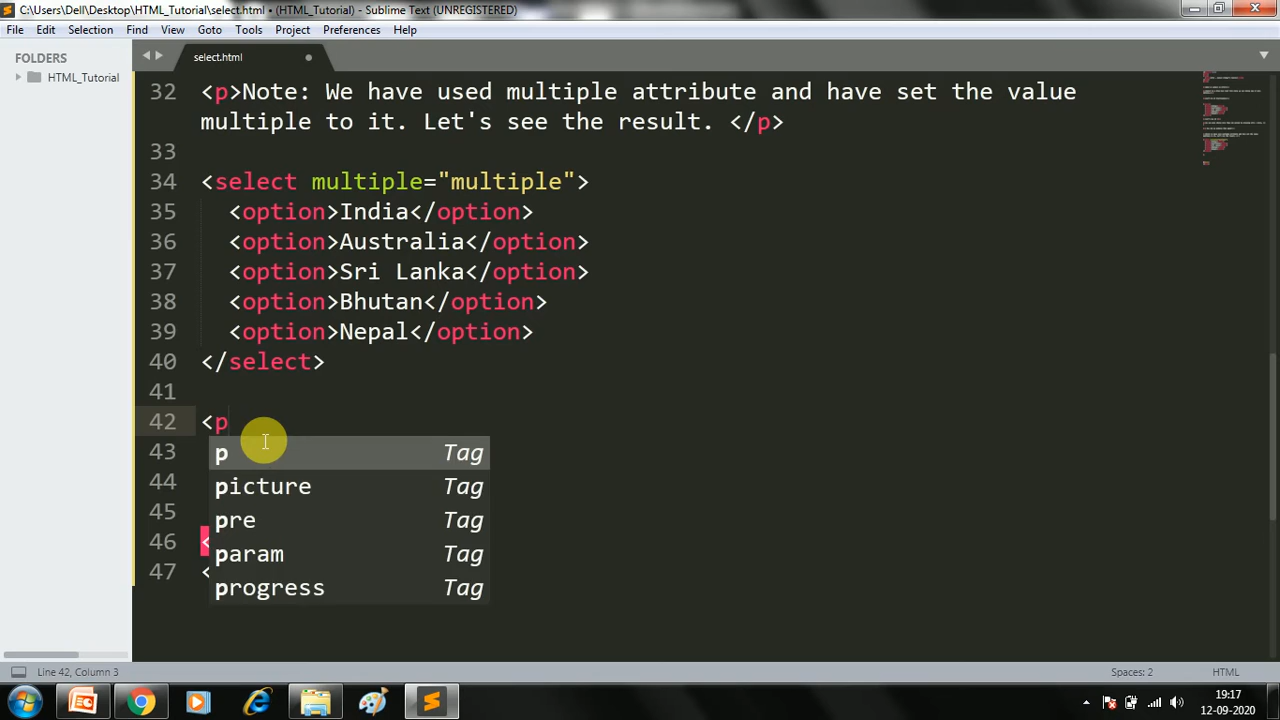 C:\Users\Dell\Desktop\HTML_Tutorial\select.html • (HTML_Tutorial) - Sublime Text (UNREGISTERED)
File Edit Selection Find View Goto Tools Project Preferences Help
FOLDERS
HTML_Tutorial
select.html
32 <p>Note: We have used multiple attribute and have set the value
multiple to it. Let's see the result. </p>
33
34 <select multiple="multiple">
35 <option>India</option>
36 <option>Australia</option>
37 <option>Sri Lanka</option>
38 <option>Bhutan</option>
39 <option>Nepal</option>
40 </select>
41
42 <p
43 p Tag
44 picture Tag
45 pre Tag
46 < param Tag
47 < progress Tag
Line 42, Column 3
Spaces: 2
HTML
19:17
12-09-2020